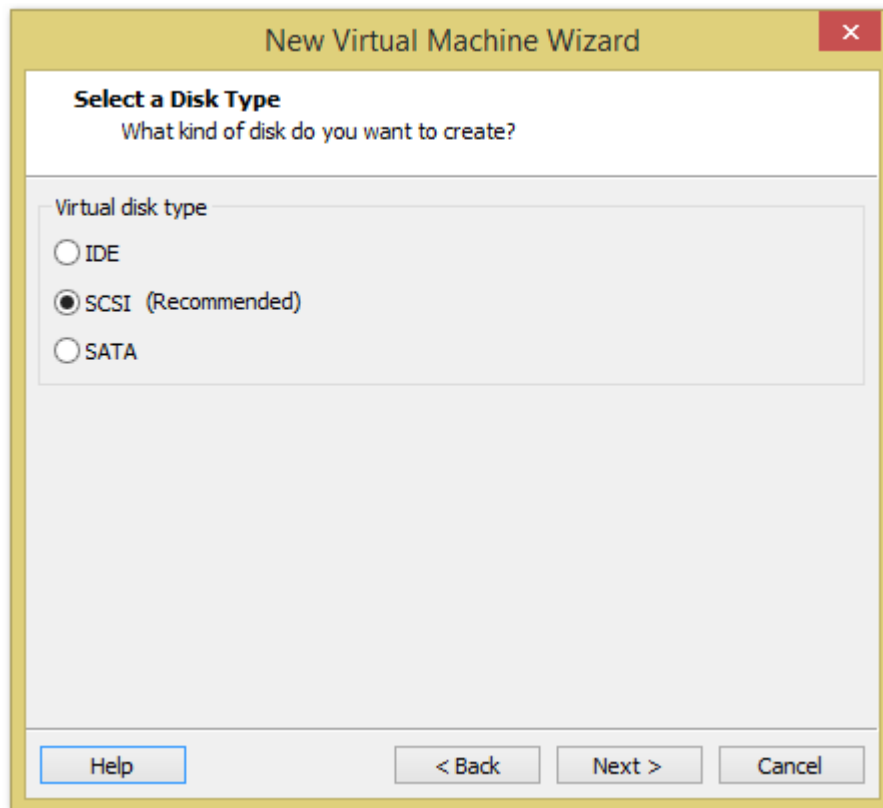 New Virtual Machine Wizard
Select a Disk Type
What kind of disk do you want to create?
Virtual disk type
IDE
SCSI (Recommended)
SATA
Help < Back Next > Cancel